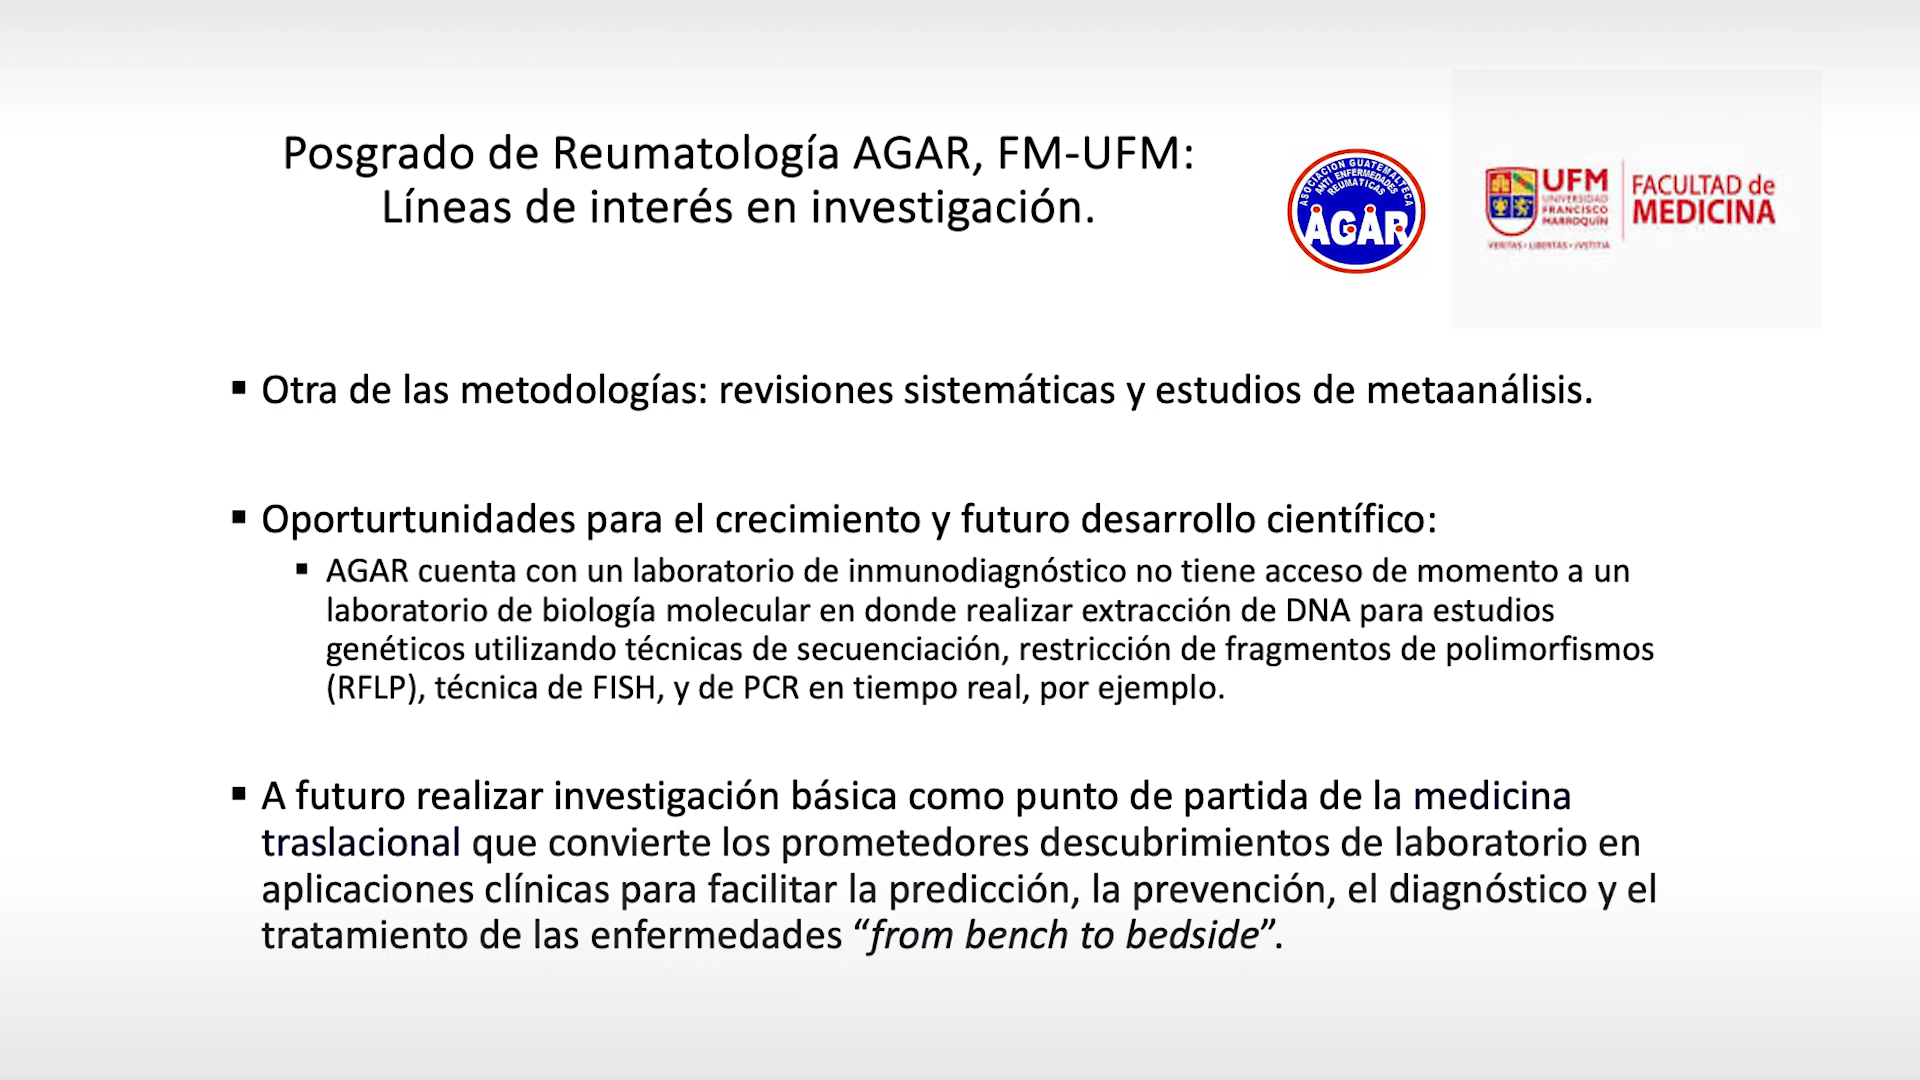 Posgrado de Reumatología AGAR, FM-UFM:
Líneas de interés en investigación.
ASOCIACION GUATEMALTECA
ANTI ENFERMEDADES
REUMATICAS
AGAR
UFM
UNIVERSIDAD
FRANCISCO
MARROQUÍN
VERITAS · LIBERTAS · JVSTITIA
FACULTAD de
MEDICINA
▪ Otra de las metodologías: revisiones sistemáticas y estudios de metaanálisis.
▪ Oporturtunidades para el crecimiento y futuro desarrollo científico:
▪ AGAR cuenta con un laboratorio de inmunodiagnóstico no tiene acceso de momento a un
laboratorio de biología molecular en donde realizar extracción de DNA para estudios
genéticos utilizando técnicas de secuenciación, restricción de fragmentos de polimorfismos
(RFLP), técnica de FISH, y de PCR en tiempo real, por ejemplo.
▪ A futuro realizar investigación básica como punto de partida de la medicina
traslacional que convierte los prometedores descubrimientos de laboratorio en
aplicaciones clínicas para facilitar la predicción, la prevención, el diagnóstico y el
tratamiento de las enfermedades “from bench to bedside”.